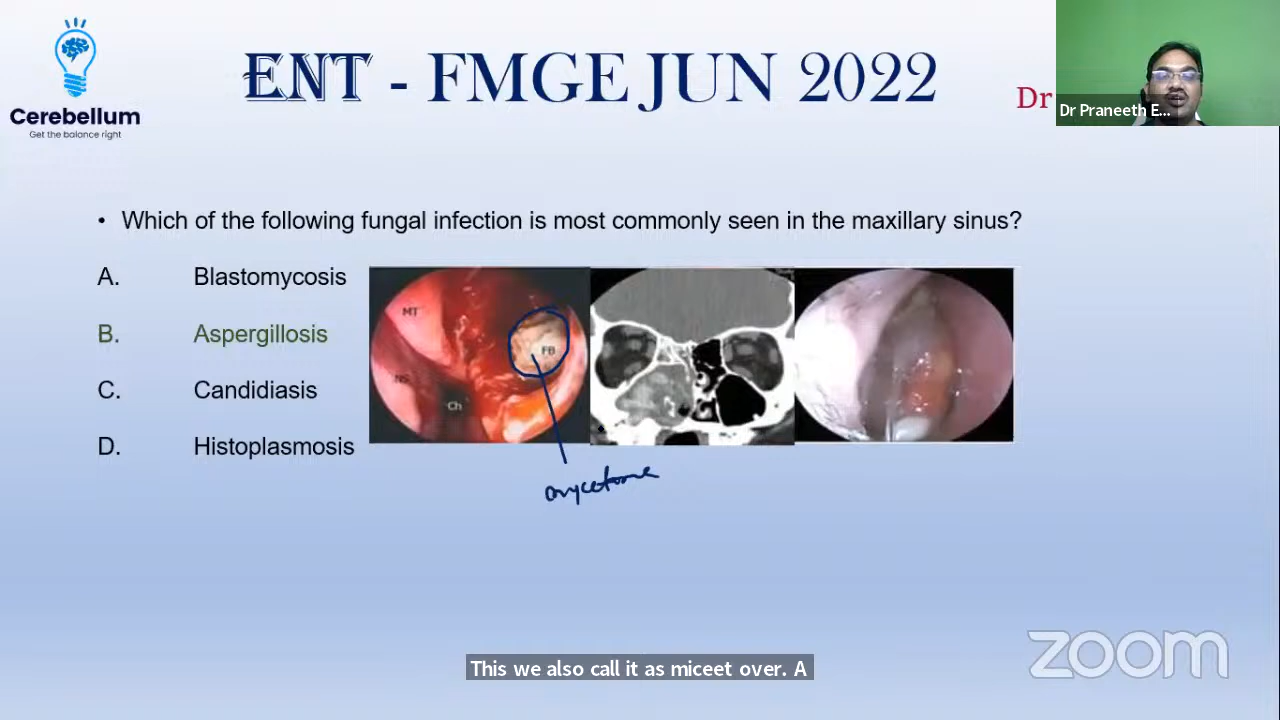 Cerebellum
Get the balance right
ENT - FMGE JUN 2022
Dr
Dr Praneeth E...
• Which of the following fungal infection is most commonly seen in the maxillary sinus?
A. Blastomycosis
B. Aspergillosis
C. Candidiasis
D. Histoplasmosis
MT
FB
NS
Ch
mycetoma
This we also call it as miceet over. A
zoom